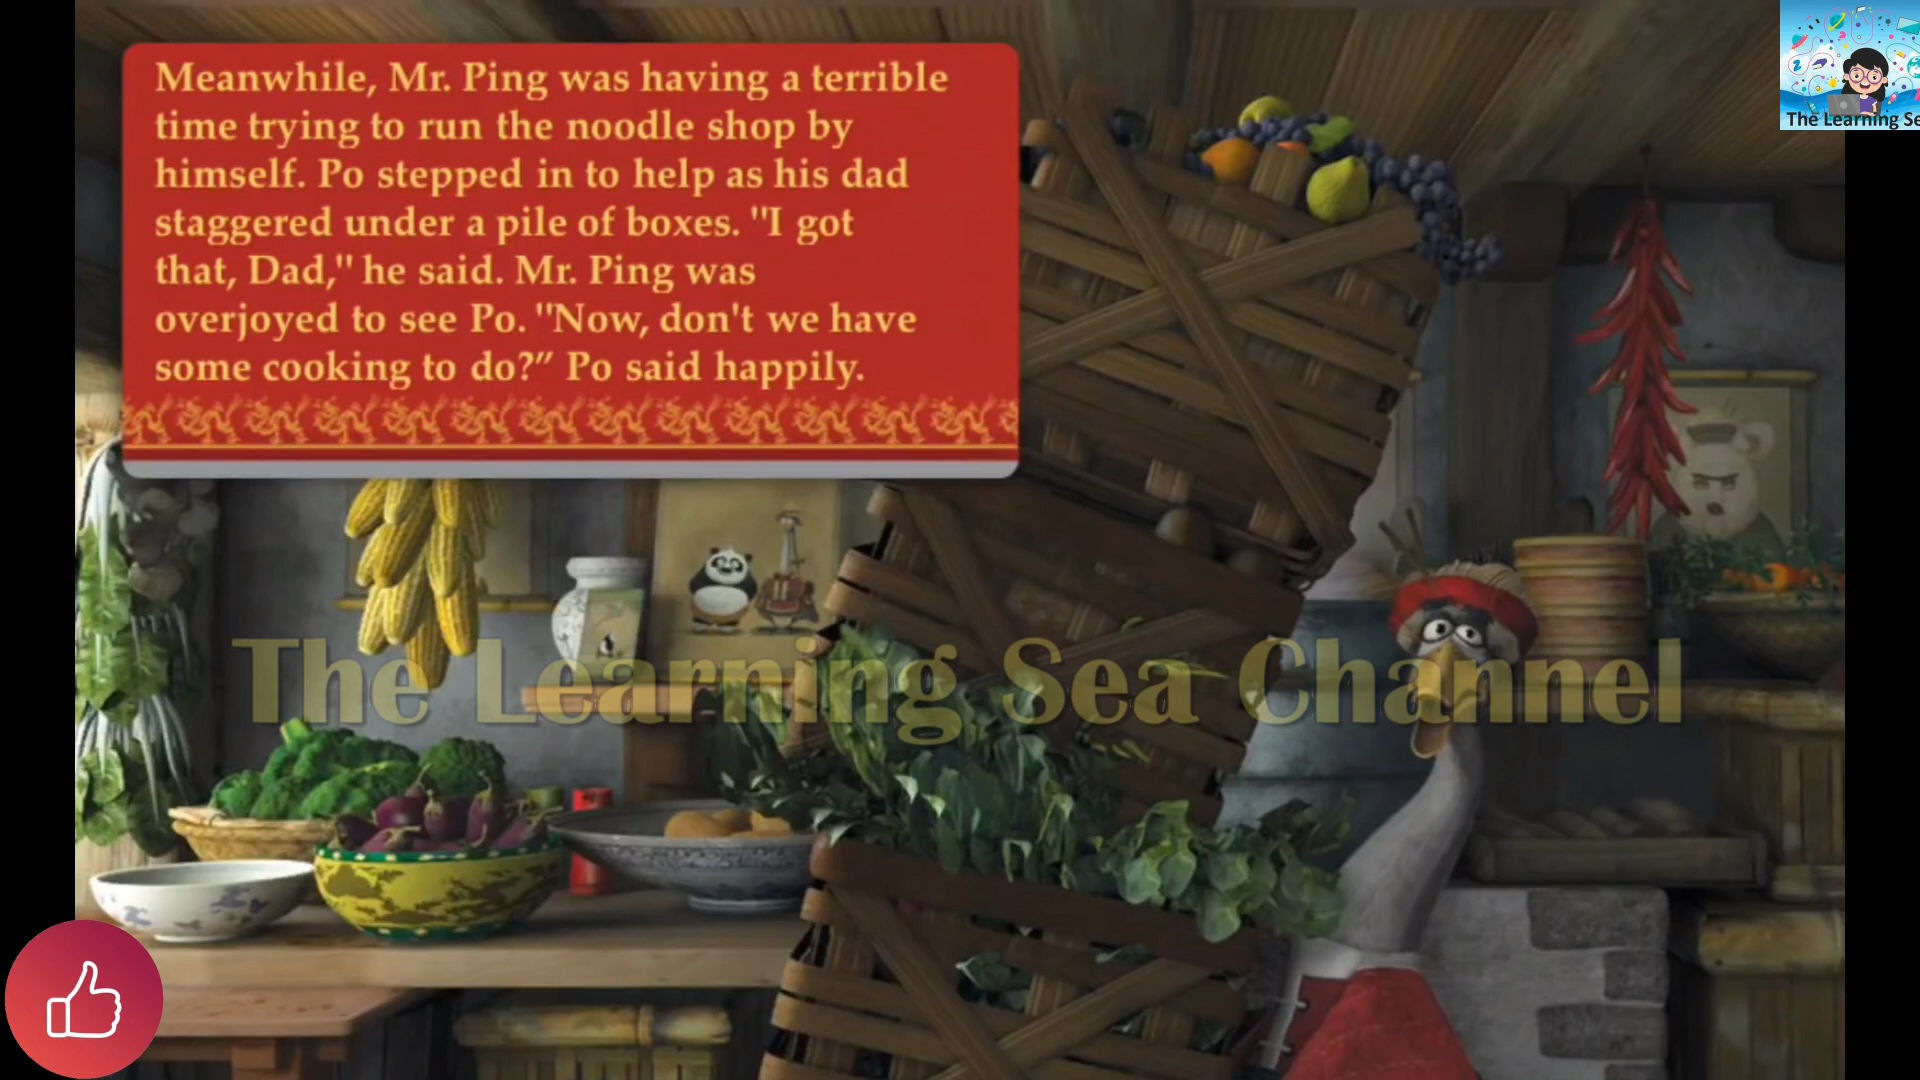 Meanwhile, Mr. Ping was having a terrible
time trying to run the noodle shop by
himself. Po stepped in to help as his dad
staggered under a pile of boxes. "I got
that, Dad," he said. Mr. Ping was
overjoyed to see Po. "Now, don't we have
some cooking to do?” Po said happily.
The Learning Se
The Learning Sea Channel